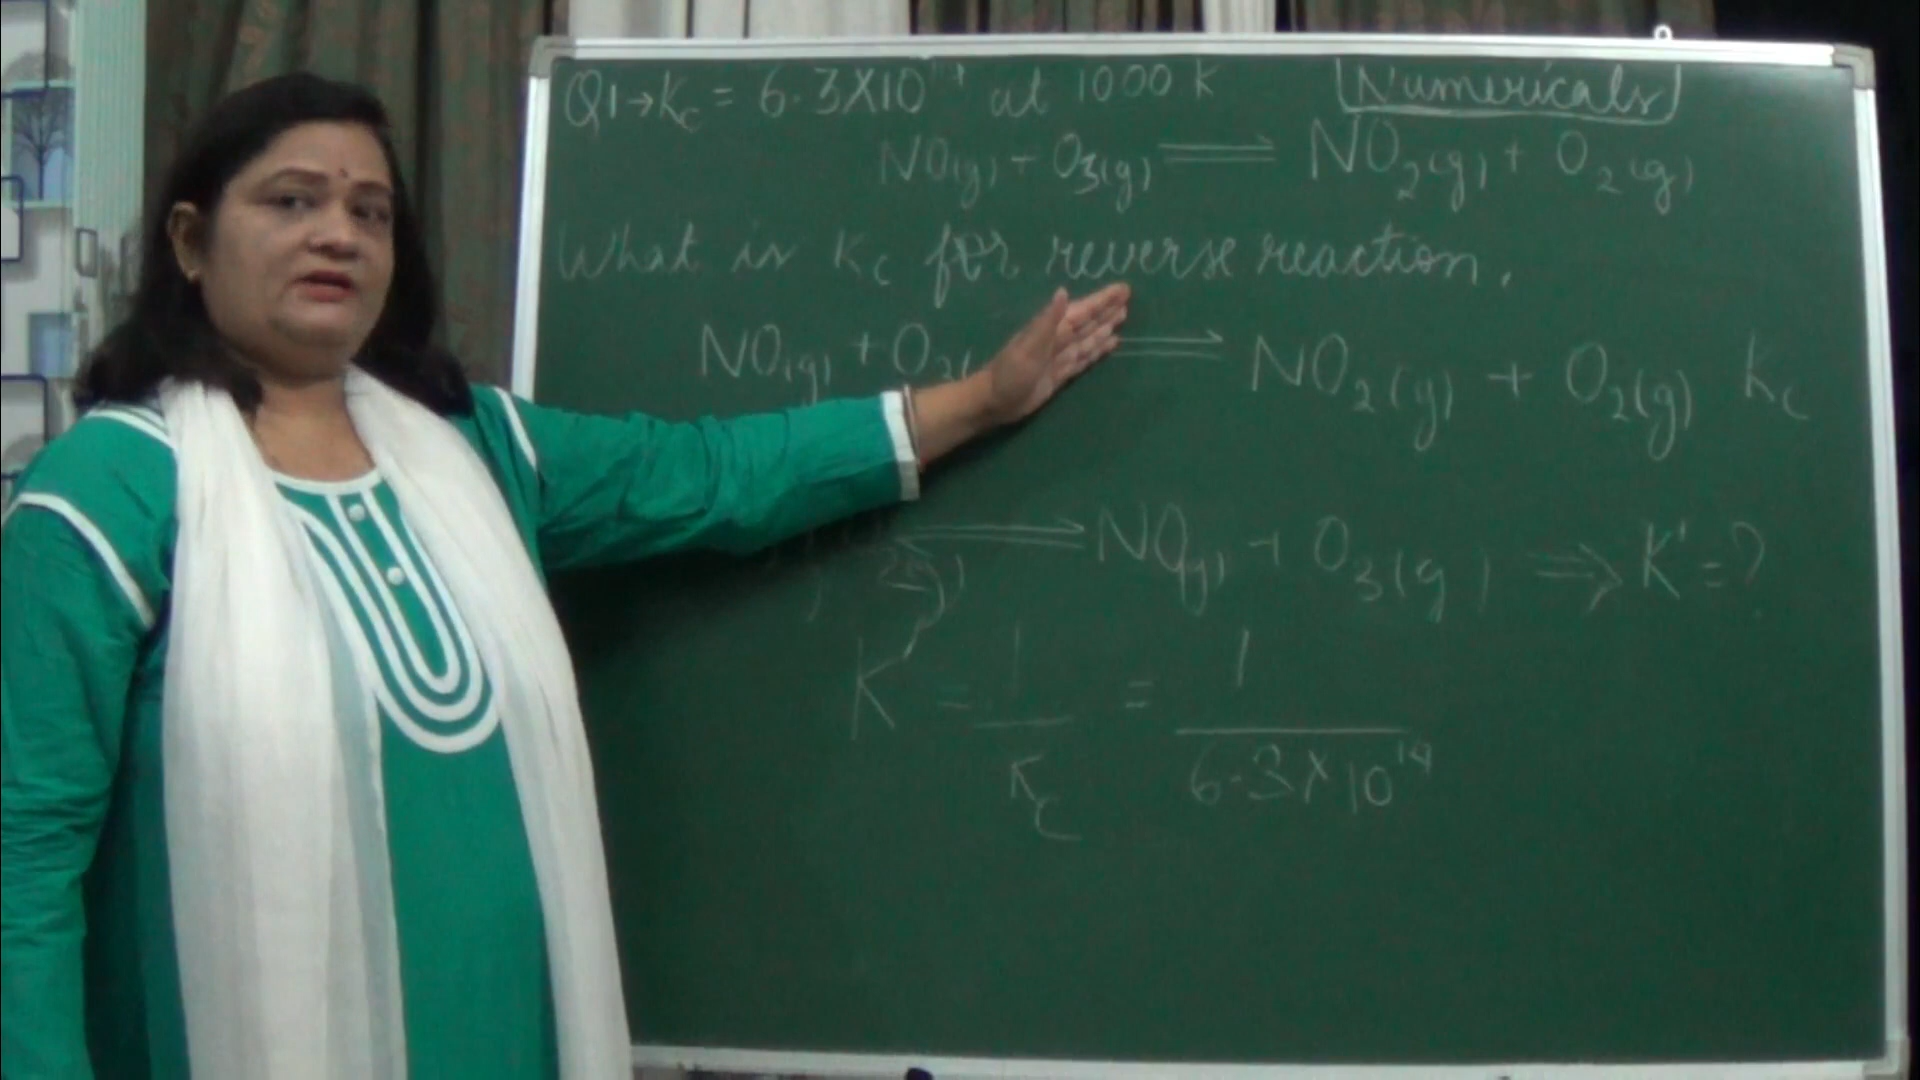 Q1→Kc = 6.3X10¹⁴ at 1000 K
Numericals
NO(g) + O₃(g) ⇌ NO₂(g) + O₂(g)
What is Kc for reverse reaction.
NO(g) + O₃( ⇌ NO₂(g) + O₂(g) Kc
⇌ NO(g) + O₃(g) ⇒ K' = ?
K' = 1/Kc = 1/6.3X10¹⁴